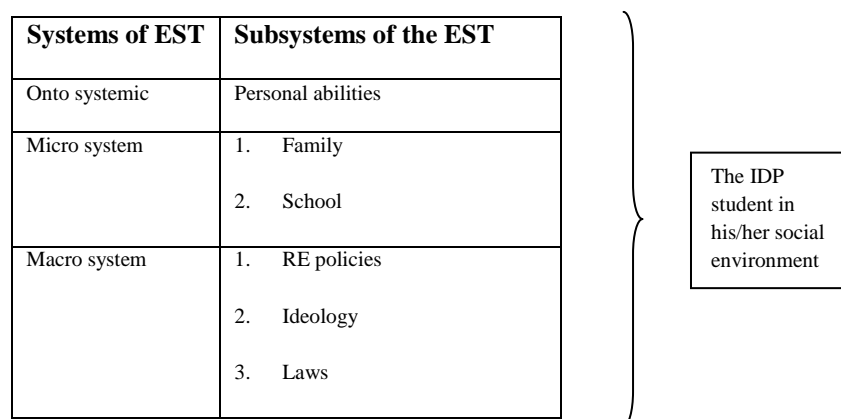 Systems of EST Subsystems of the EST
Onto systemic Personal abilities
Micro system 1. Family
2. School
Macro system 1. RE policies
2. Ideology
3. Laws
The IDP
student in
his/her social
environment